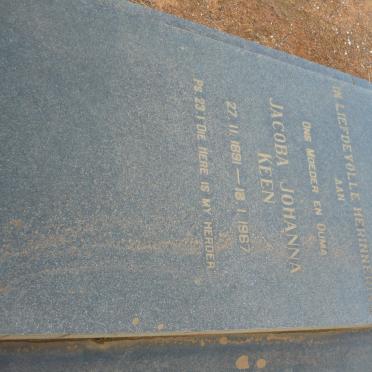 IN LIEFDEVOLLE HERINNERING
AAN
ONS MOEDER EN OUMA
JACOBA JOHANNA
KEEN
27.11.1891 — 18.1.1967
Ps. 23:1 DIE HERE IS MY HERDER